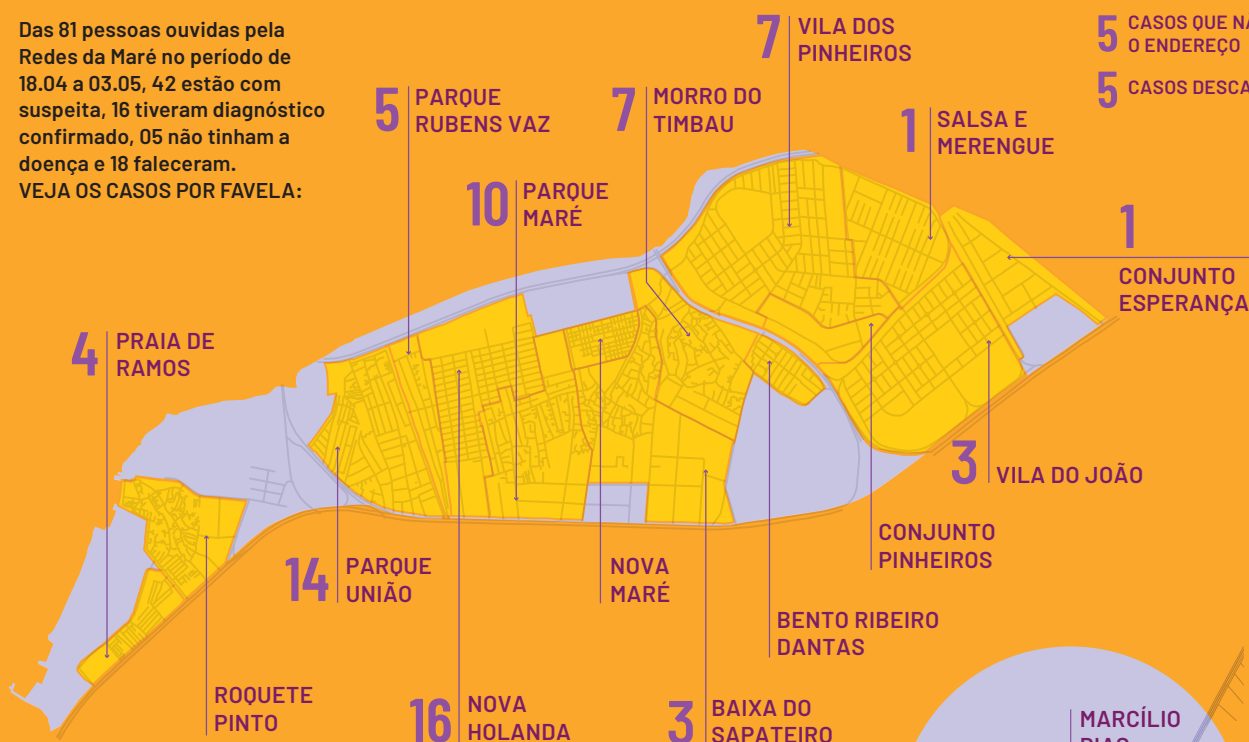 Das 81 pessoas ouvidas pela
Redes da Maré no período de
18.04 a 03.05, 42 estão com
suspeita, 16 tiveram diagnóstico
confirmado, 05 não tinham a
doença e 18 faleceram.
VEJA OS CASOS POR FAVELA:
7 VILA DOS
PINHEIROS
5 CASOS QUE
O ENDEREÇO
5 CASOS
5 PARQUE
RUBENS VAZ
7 MORRO DO
TIMBAU
1 SALSA E
MERENGUE
10 PARQUE
MARÉ
1
CONJUNTO
ESPERANÇA
4 PRAIA DE
RAMOS
3 VILA DO JOÃO
CONJUNTO
PINHEIROS
14 PARQUE
UNIÃO
NOVA
MARÉ
BENTO RIBEIRO
DANTAS
ROQUETE
PINTO
16 NOVA
HOLANDA
3 BAIXA DO
SAPATEIRO
MARCÍLIO